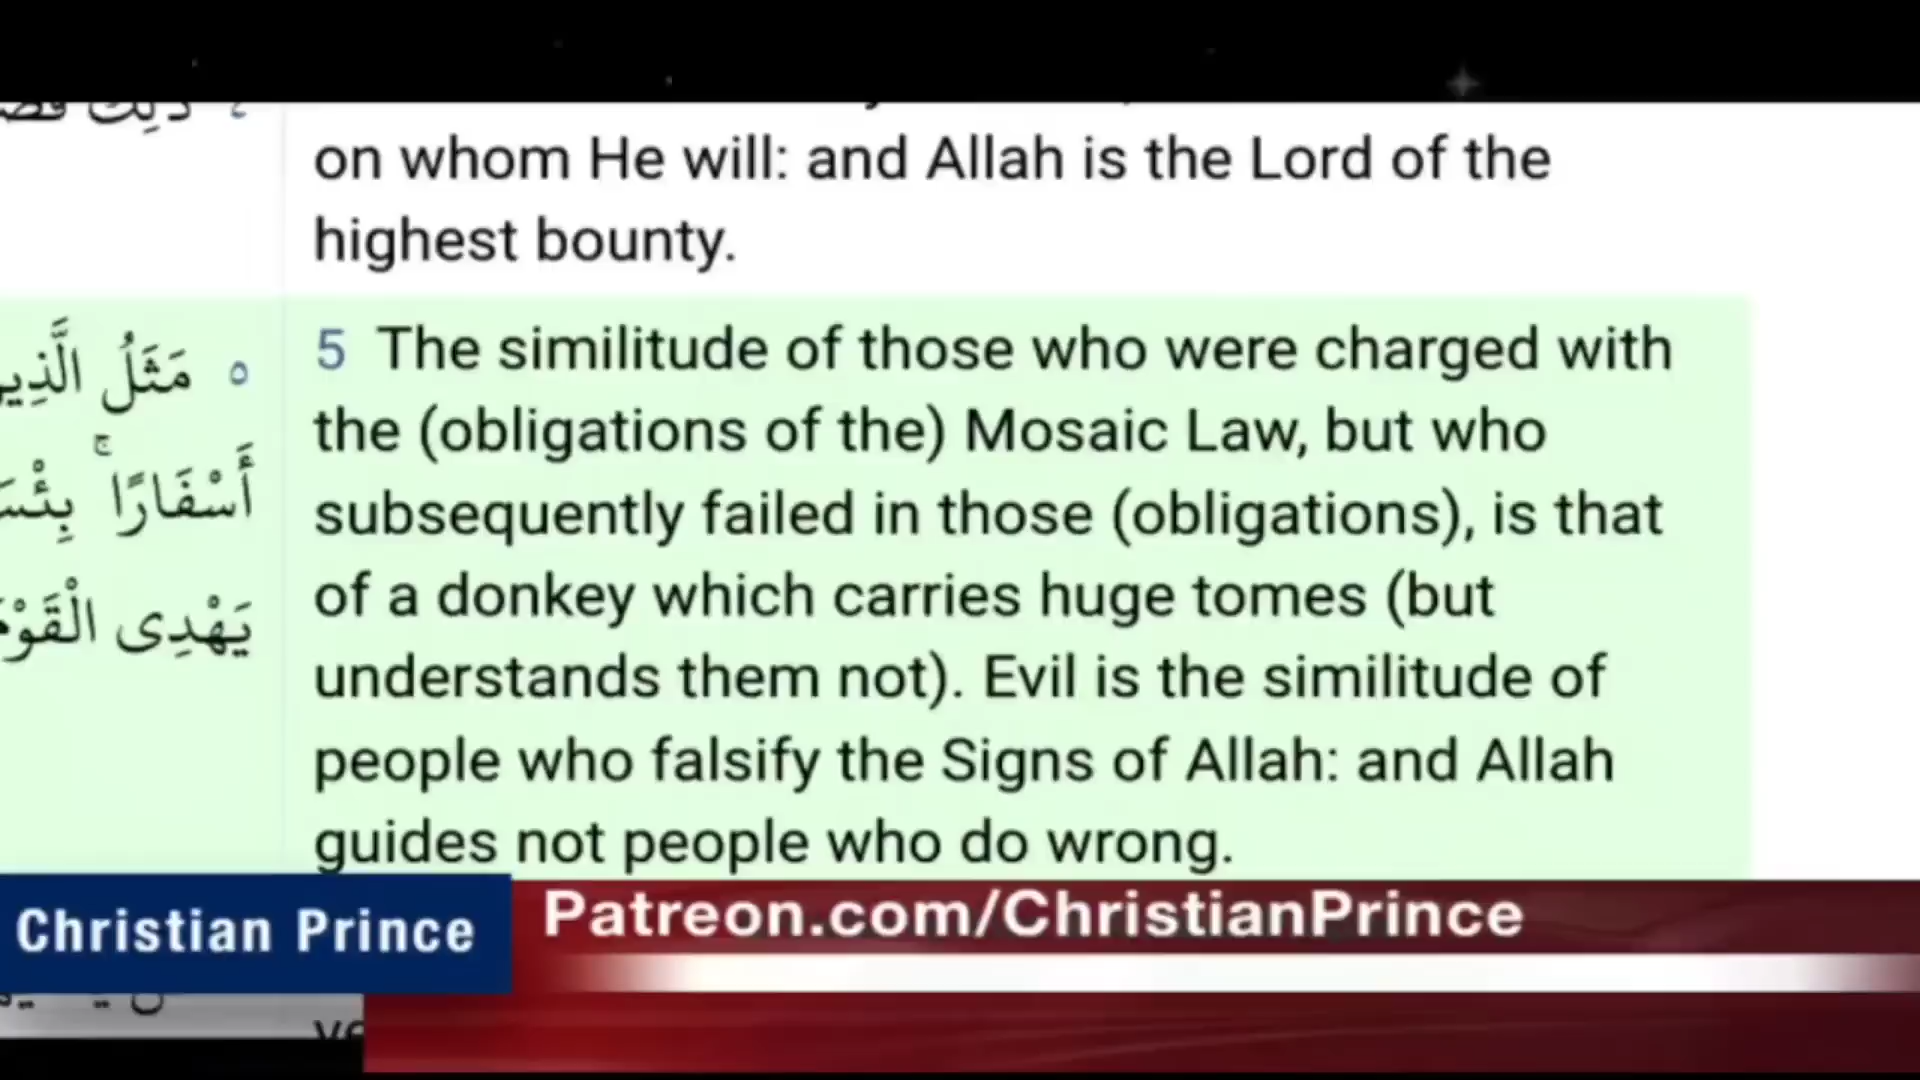 on whom He will: and Allah is the Lord of the
highest bounty.
٥ مَثَلُ
أَسْفَارًا ۚ
يَهْدِى
5 The similitude of those who were charged with
the (obligations of the) Mosaic Law, but who
subsequently failed in those (obligations), is that
of a donkey which carries huge tomes (but
understands them not). Evil is the similitude of
people who falsify the Signs of Allah: and Allah
guides not people who do wrong.
Christian Prince
Patreon.com/ChristianPrince